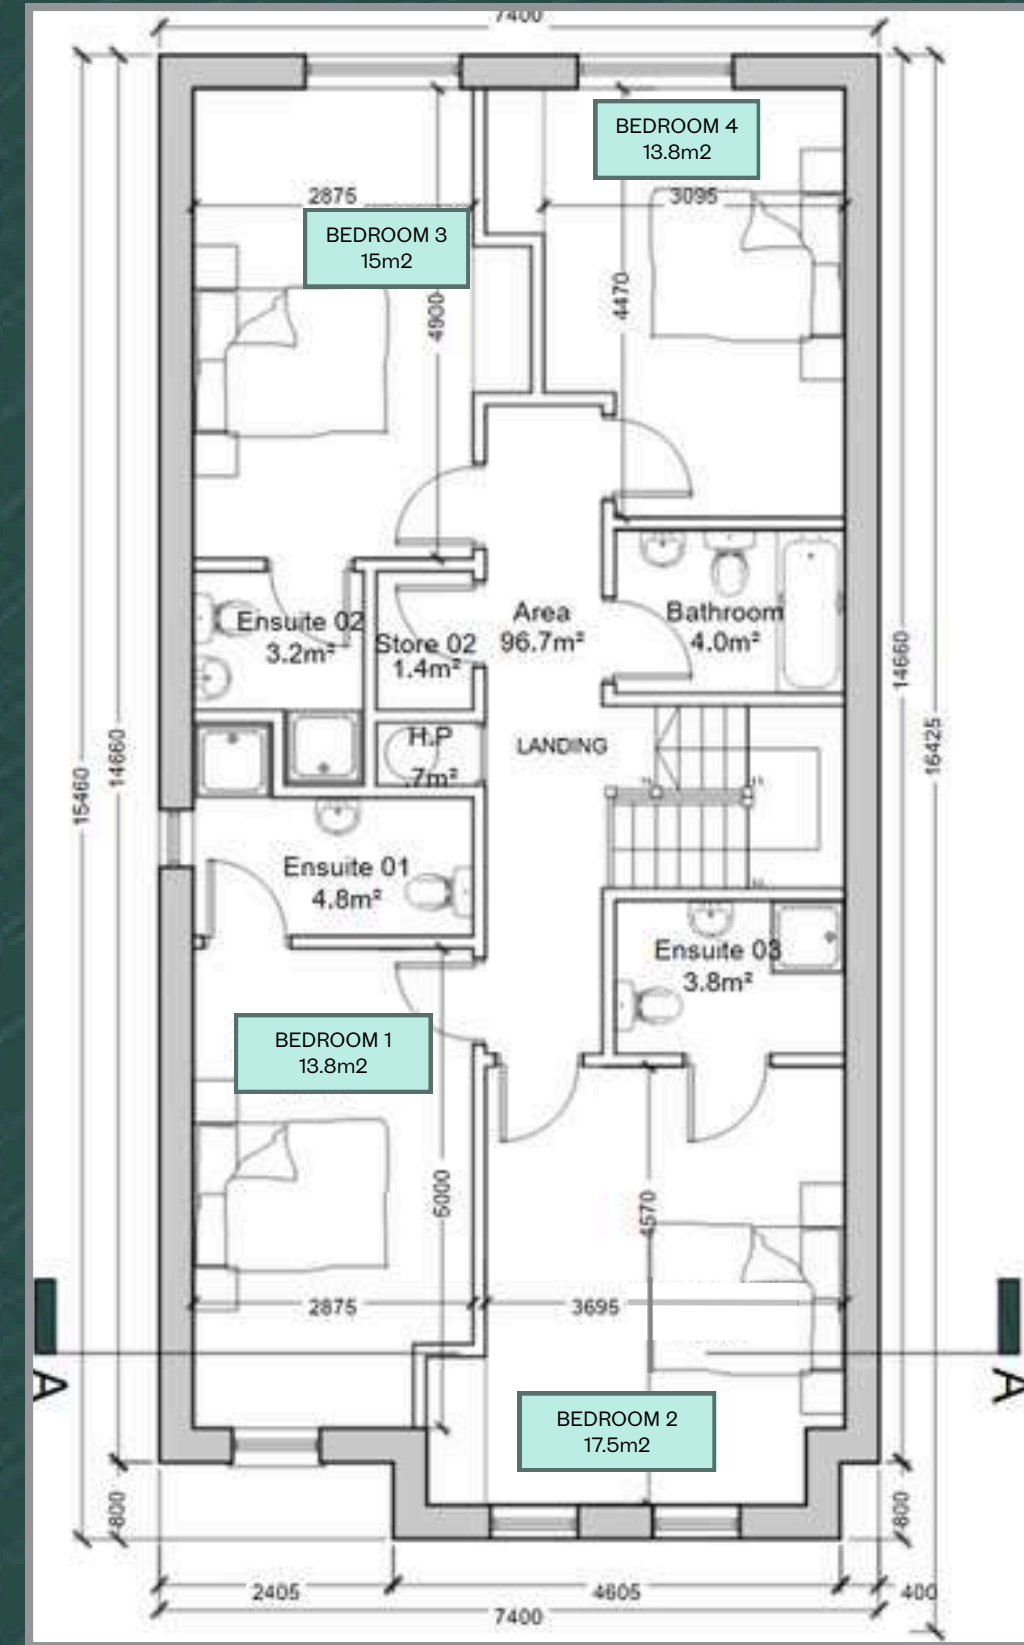 7400
BEDROOM 4
13.8m2
2875
3095
BEDROOM 3
15m2
4900
4470
Ensuite 02
3.2m²
Store 02
1.4m²
Area
96.7m²
Bathroom
4.0m²
14660
16425
15460
14660
H.P
.7m²
LANDING
Ensuite 01
4.8m²
Ensuite 03
3.8m²
BEDROOM 1
13.8m2
5000
4570
2875
3695
A
A
BEDROOM 2
17.5m2
800
800
2405
4605
400
7400